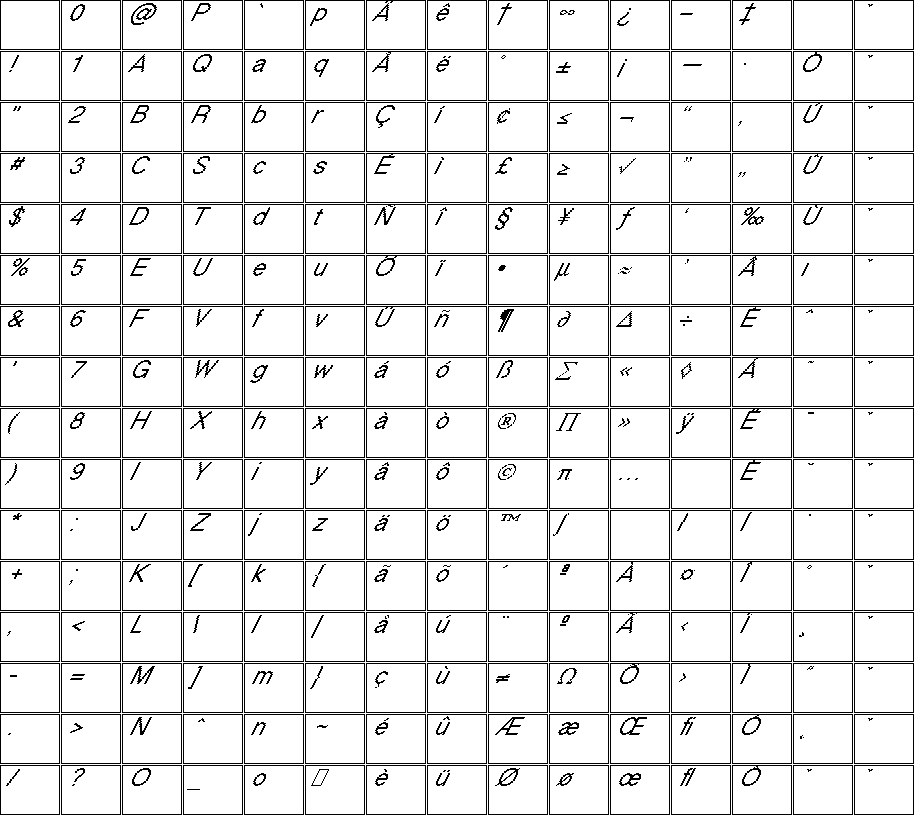 0 @ P ` p Ä ê † ∞ ¿ – ‡ ˇ
! 1 A Q a q Å ë ° ± ¡ — · Ò ˇ
" 2 B R b r Ç í ¢ ≤ ¬ “ ‚ Ú ˇ
# 3 C S c s É ì £ ≥ √ ” „ Û ˇ
$ 4 D T d t Ñ î § ¥ ƒ ‘ ‰ Ù ˇ
% 5 E U e u Ö ï • µ ≈ ’ Â ı ˇ
& 6 F V f v Ü ñ ¶ ∂ ∆ ÷ Ê ˆ ˇ
' 7 G W g w á ó ß ∑ « ◊ Á ˜ ˇ
( 8 H X h x à ò ® ∏ » ÿ Ë ¯ ˇ
) 9 I Y i y â ô © π … È ˘ ˇ
* : J Z j z ä ö ™ ∫ / Í ˙ ˇ
+ ; K [ k { ã õ ´ ª À ¤ Î ˚ ˇ
, < L \ l | å ú ¨ º Ã ‹ Ï ¸ ˇ
- = M ] m } ç ù ≠ Ω Õ › Ì ˝ ˇ
. > N ^ n ~ é û Æ æ Œ ﬁ Ó ˛ ˇ
/ ? O _ o è ü Ø ø œ ﬂ Ô ˇ ˇ